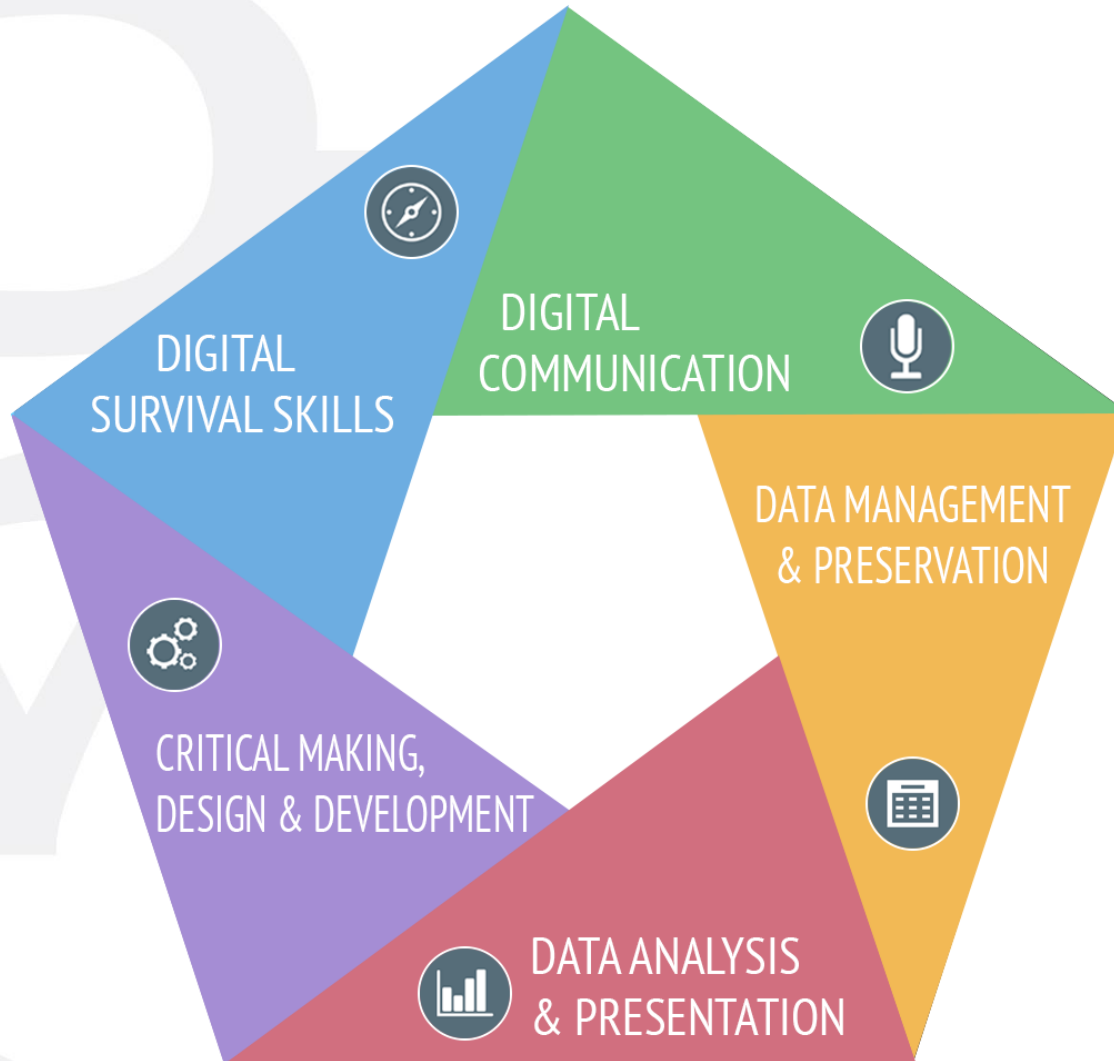 DIGITAL
SURVIVAL SKILLS
DIGITAL
COMMUNICATION
DATA MANAGEMENT
& PRESERVATION
CRITICAL MAKING,
DESIGN & DEVELOPMENT
DATA ANALYSIS
& PRESENTATION